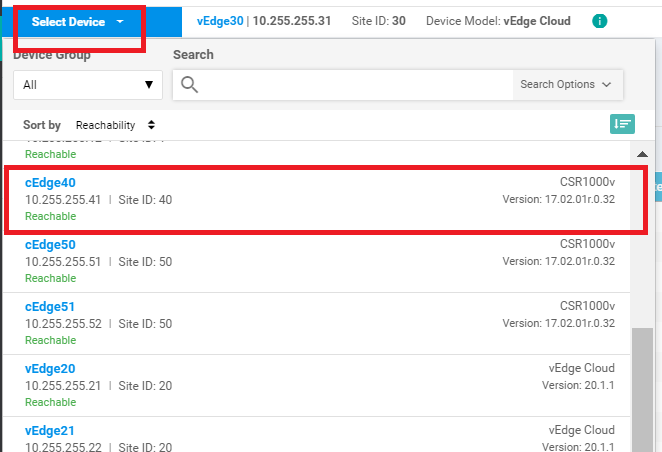 Select Device vEdge30 | 10.255.255.31 Site ID: 30 Device Model: vEdge Cloud
Device Group Search
All Search Options
Sort by Reachability
Reachable
cEdge40 CSR1000v
10.255.255.41 | Site ID: 40 Version: 17.02.01r.0.32
Reachable
cEdge50 CSR1000v
10.255.255.51 | Site ID: 50 Version: 17.02.01r.0.32
Reachable
cEdge51 CSR1000v
10.255.255.52 | Site ID: 50 Version: 17.02.01r.0.32
Reachable
vEdge20 vEdge Cloud
10.255.255.21 | Site ID: 20 Version: 20.1.1
Reachable
vEdge21 vEdge Cloud
10.255.255.22 | Site ID: 20 Version: 20.1.1